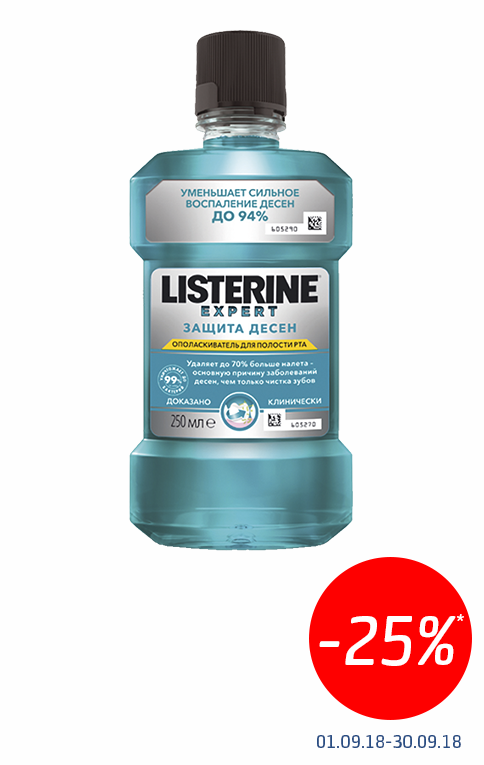 УМЕНЬШАЕТ СИЛЬНОЕ
ВОСПАЛЕНИЕ ДЕСЕН
ДО 94%
605290
LISTERINE®
EXPERT
ЗАЩИТА ДЕСЕН
ОПОЛАСКИВАТЕЛЬ ДЛЯ ПОЛОСТИ РТА
Удаляет до 70% больше налета -
основную причину заболеваний
десен, чем только чистка зубов
99%
ДОКАЗАНО КЛИНИЧЕСКИ
250 мл e
605270
-25%*
01.09.18-30.09.18